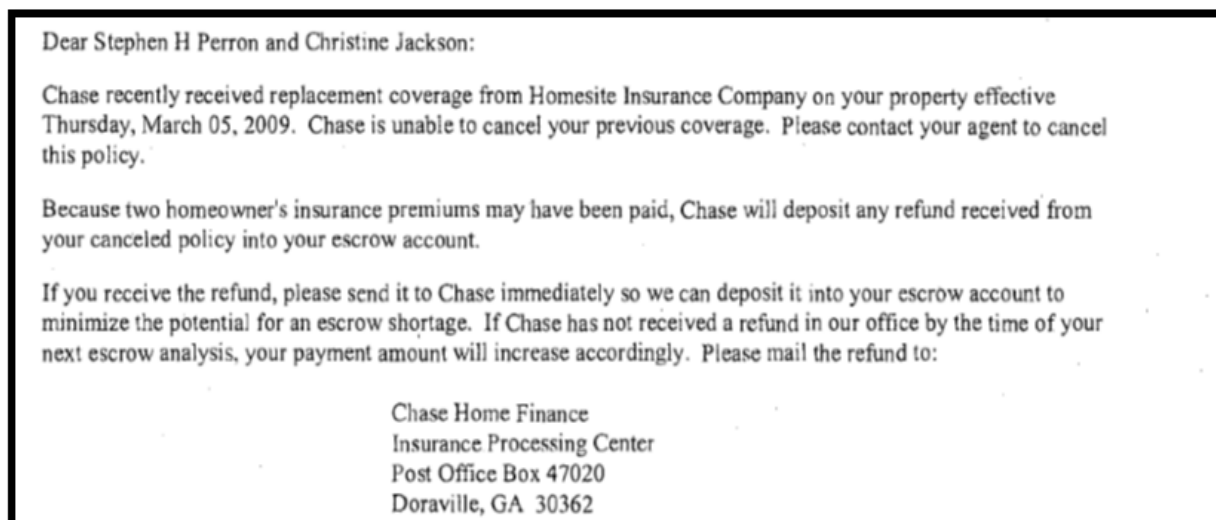 Dear Stephen H Perron and Christine Jackson:
Chase recently received replacement coverage from Homesite Insurance Company on your property effective
Thursday, March 05, 2009. Chase is unable to cancel your previous coverage. Please contact your agent to cancel
this policy.
Because two homeowner's insurance premiums may have been paid, Chase will deposit any refund received from
your canceled policy into your escrow account.
If you receive the refund, please send it to Chase immediately so we can deposit it into your escrow account to
minimize the potential for an escrow shortage. If Chase has not received a refund in our office by the time of your
next escrow analysis, your payment amount will increase accordingly. Please mail the refund to:
Chase Home Finance
Insurance Processing Center
Post Office Box 47020
Doraville, GA 30362